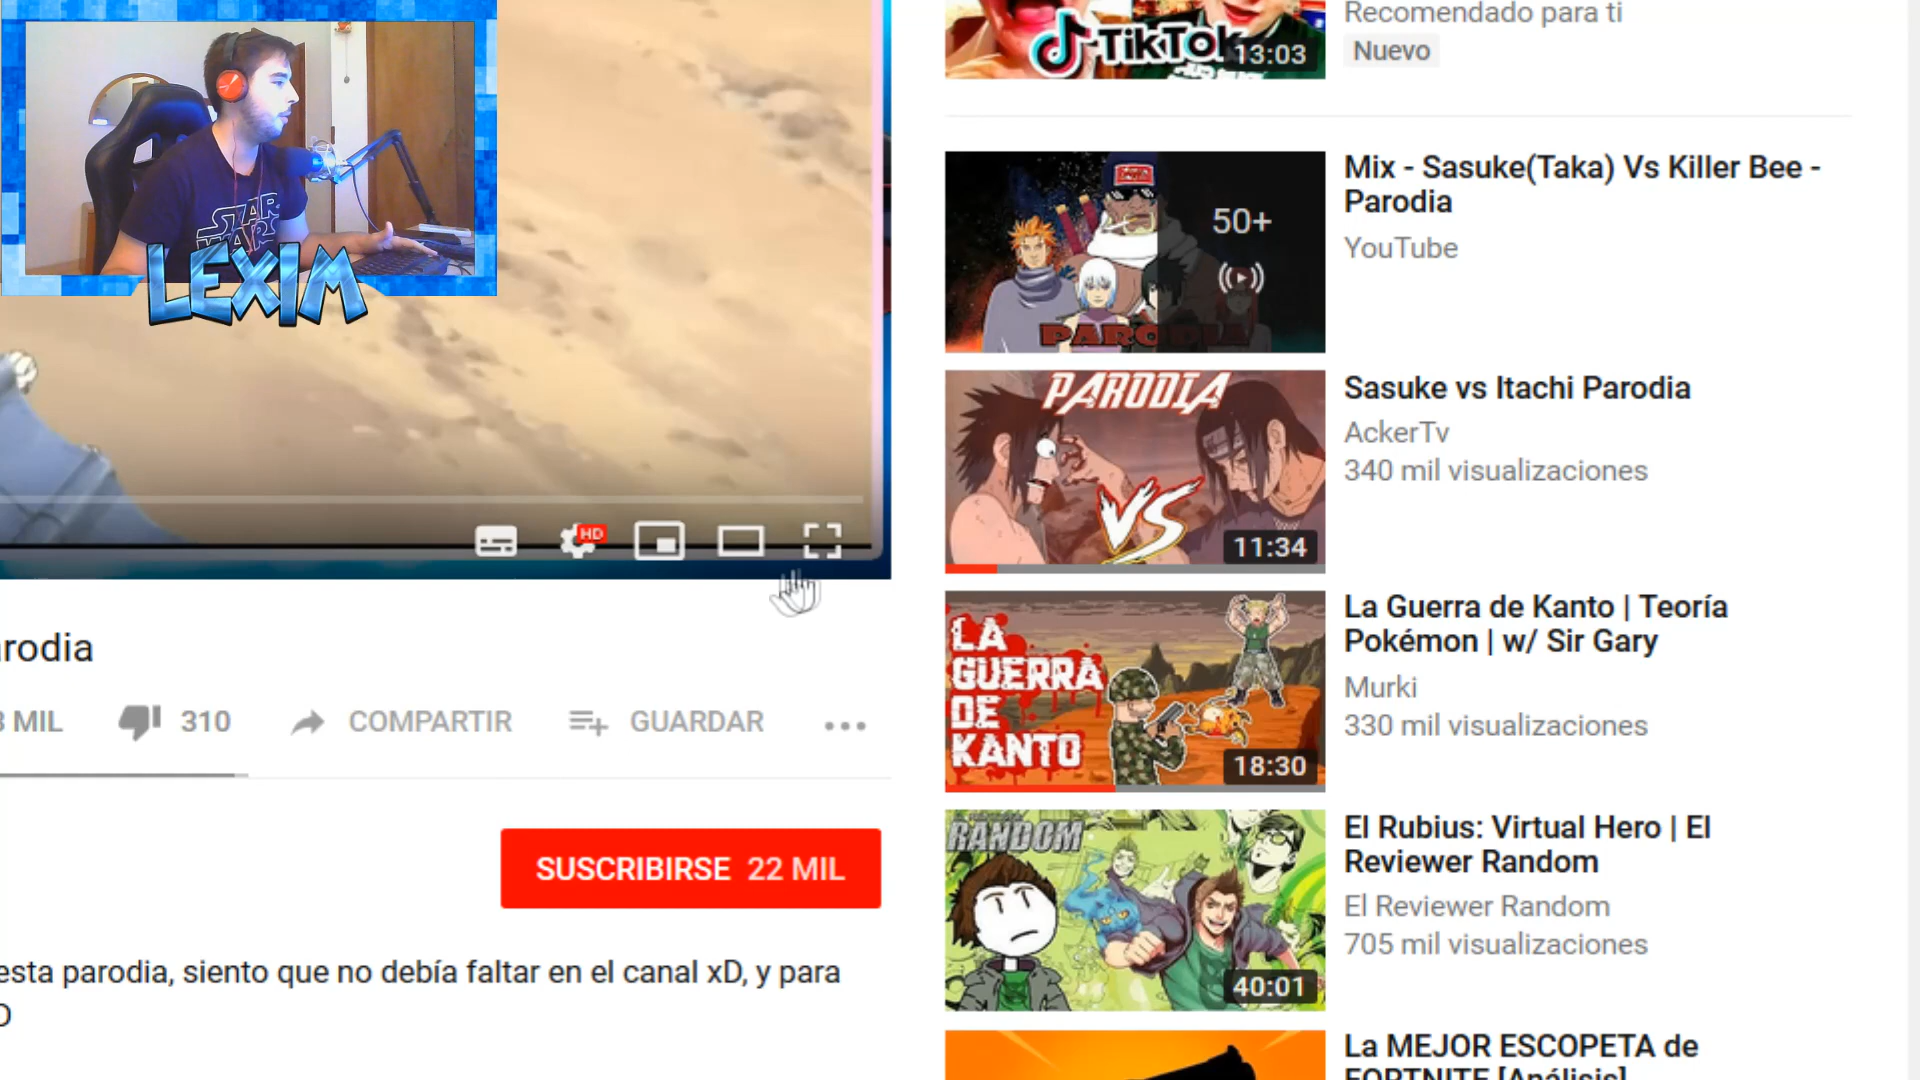 STAR
WARS
LEXIM
HD
rodia
MIL
310
COMPARTIR
GUARDAR
SUSCRIBIRSE 22 MIL
esta parodia, siento que no debía faltar en el canal xD, y para
D
TikTok
13:03
Recomendado para ti
Nuevo
50+
PARODIA
Mix - Sasuke(Taka) Vs Killer Bee -
Parodia
YouTube
PARODIA
VS
11:34
Sasuke vs Itachi Parodia
AckerTv
340 mil visualizaciones
LA
GUERRA
DE
KANTO
18:30
La Guerra de Kanto | Teoría
Pokémon | w/ Sir Gary
Murki
330 mil visualizaciones
RANDOM
40:01
El Rubius: Virtual Hero | El
Reviewer Random
El Reviewer Random
705 mil visualizaciones
La MEJOR ESCOPETA de
FORTNITE [Análisis]